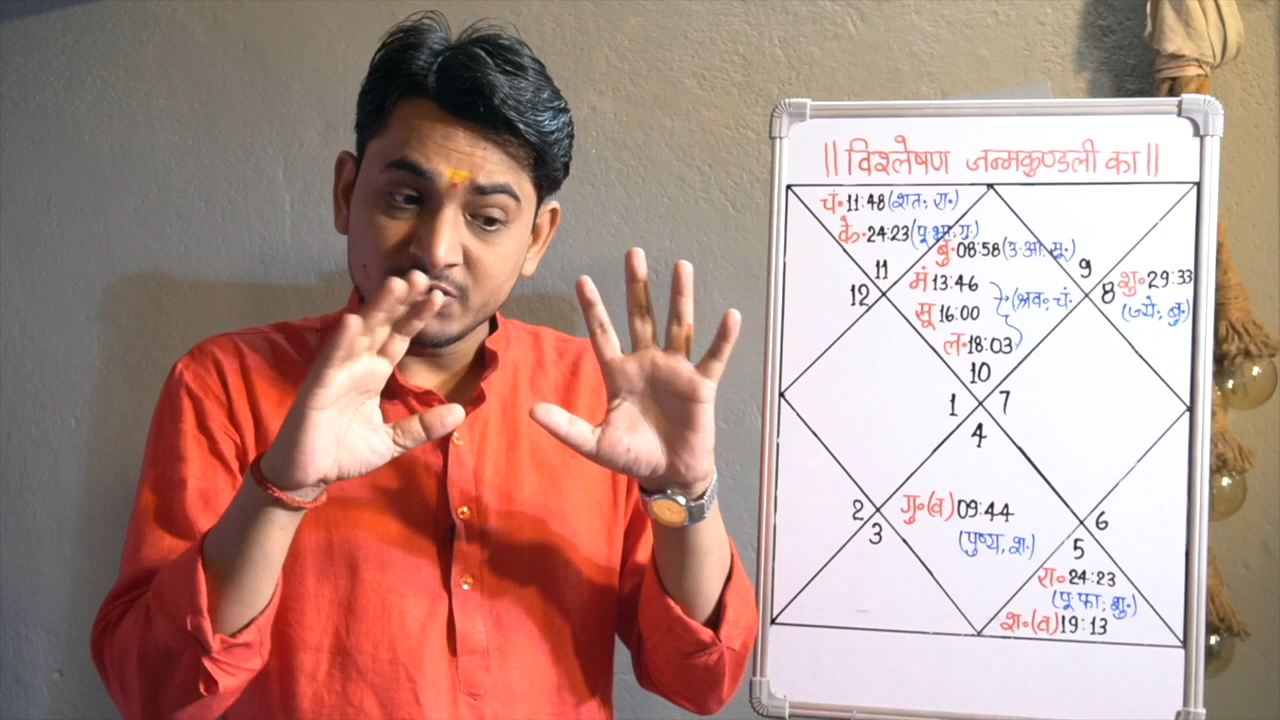 || विश्लेषण जन्मकुण्डली का ||
चं॰ 11:48 (शत॰, रा॰)
के॰ 24:23 (पू.भा., गु॰)
बु॰ 08:58 (उ.आ. सू.)
11
12
मं 13:46
सू 16:00
ल॰ 18:03
(श्रव॰, चं॰
10
9
8
शु॰ 29:33
(ज्ये॰, बु॰)
1
7
4
2
3
गु॰(व) 09:44
(पुष्य, श॰)
6
5
रा॰ 24:23
(पू.फा., शु॰)
श॰(व) 19:13